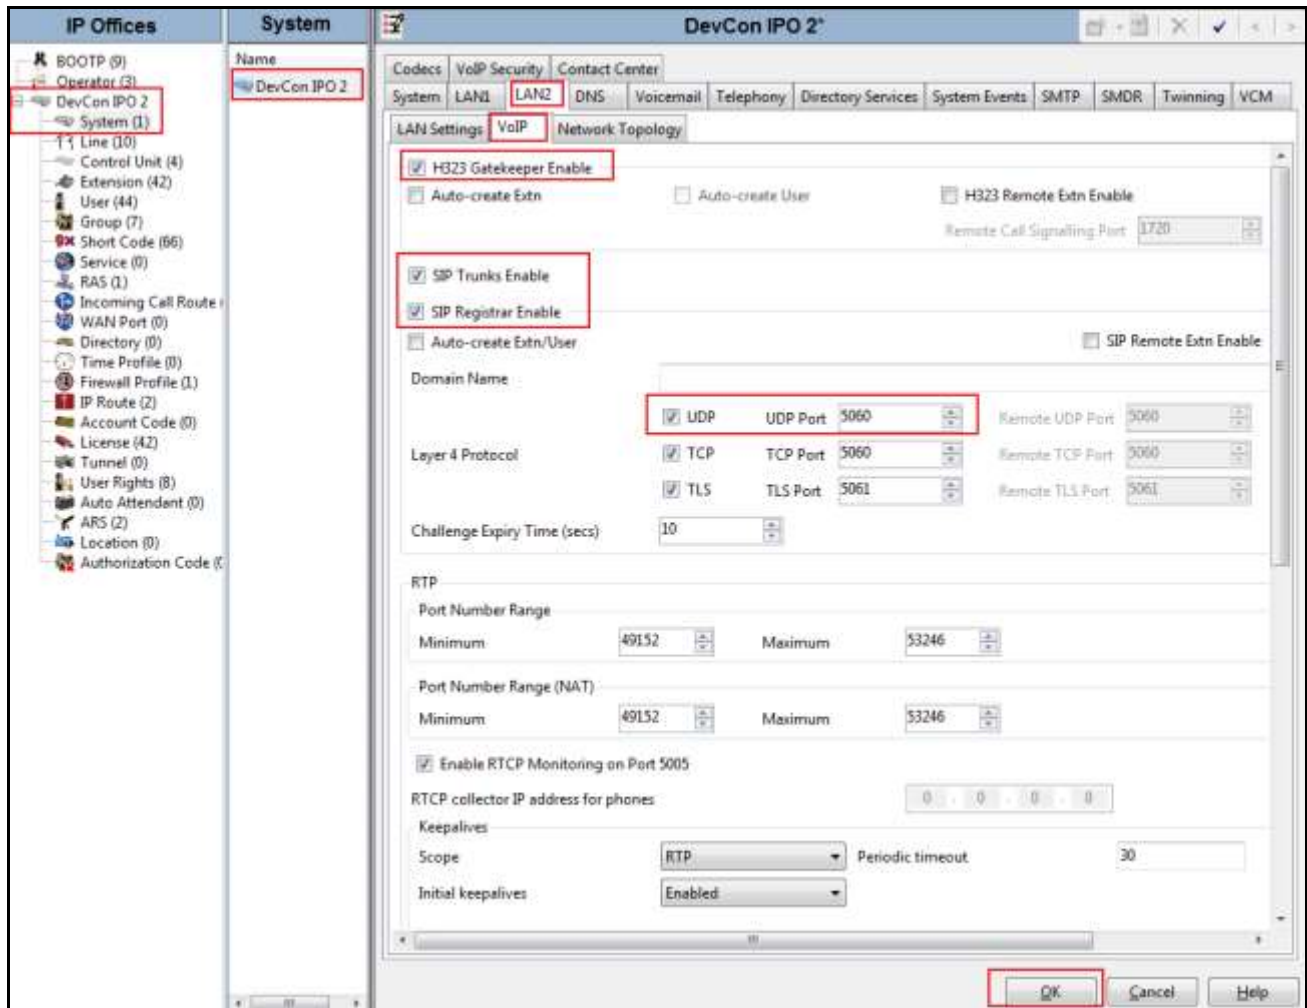 IP Offices
BOOTP (9)
Operator (3)
DevCon IPO 2
System (1)
Line (10)
Control Unit (4)
Extension (42)
User (44)
Group (7)
Short Code (66)
Service (0)
RAS (1)
Incoming Call Route
WAN Port (0)
Directory (0)
Time Profile (0)
Firewall Profile (1)
IP Route (2)
Account Code (0)
License (42)
Tunnel (0)
User Rights (8)
Auto Attendant (0)
ARS (2)
Location (0)
Authorization Code (
System
Name
DevCon IPO 2
DevCon IPO 2*
Codecs VoIP Security Contact Center
System LAN1 LAN2 DNS Voicemail Telephony Directory Services System Events SMTP SMDR Twinning VCM
LAN Settings VoIP Network Topology
H323 Gatekeeper Enable
Auto-create Extn Auto-create User H323 Remote Extn Enable
Remote Call Signalling Port 1720
SIP Trunks Enable
SIP Registrar Enable
Auto-create Extn/User SIP Remote Extn Enable
Domain Name
UDP UDP Port 5060 Remote UDP Port 5060
Layer 4 Protocol TCP TCP Port 5060 Remote TCP Port 5060
TLS TLS Port 5061 Remote TLS Port 5061
Challenge Expiry Time (secs) 10
RTP
Port Number Range
Minimum 49152 Maximum 53246
Port Number Range (NAT)
Minimum 49152 Maximum 53246
Enable RTCP Monitoring on Port 5005
RTCP collector IP address for phones 0 . 0 . 0 . 0
Keepalives
Scope RTP Periodic timeout 30
Initial keepalives Enabled
OK Cancel Help